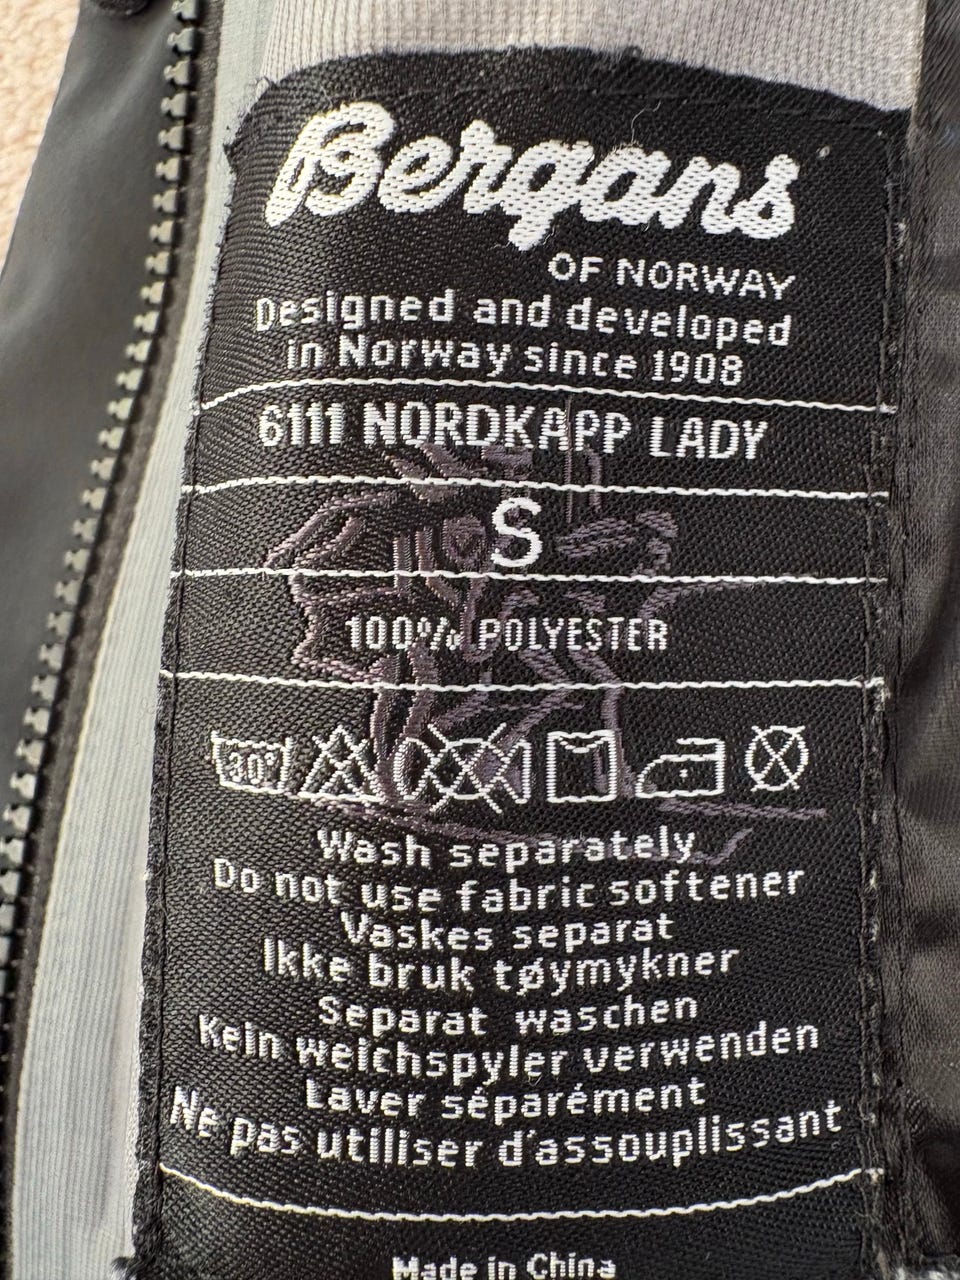 Bergans
OF NORWAY
Designed and developed
in Norway since 1908
6111 NORDKAPP LADY
S
100% POLYESTER
30°
Wash separately
Do not use fabric softener
Vaskes separat
Ikke bruk tøymykner
Separat waschen
Kein weichspyler verwenden
Laver séparément
Ne pas utiliser d'assouplissant
Made in China